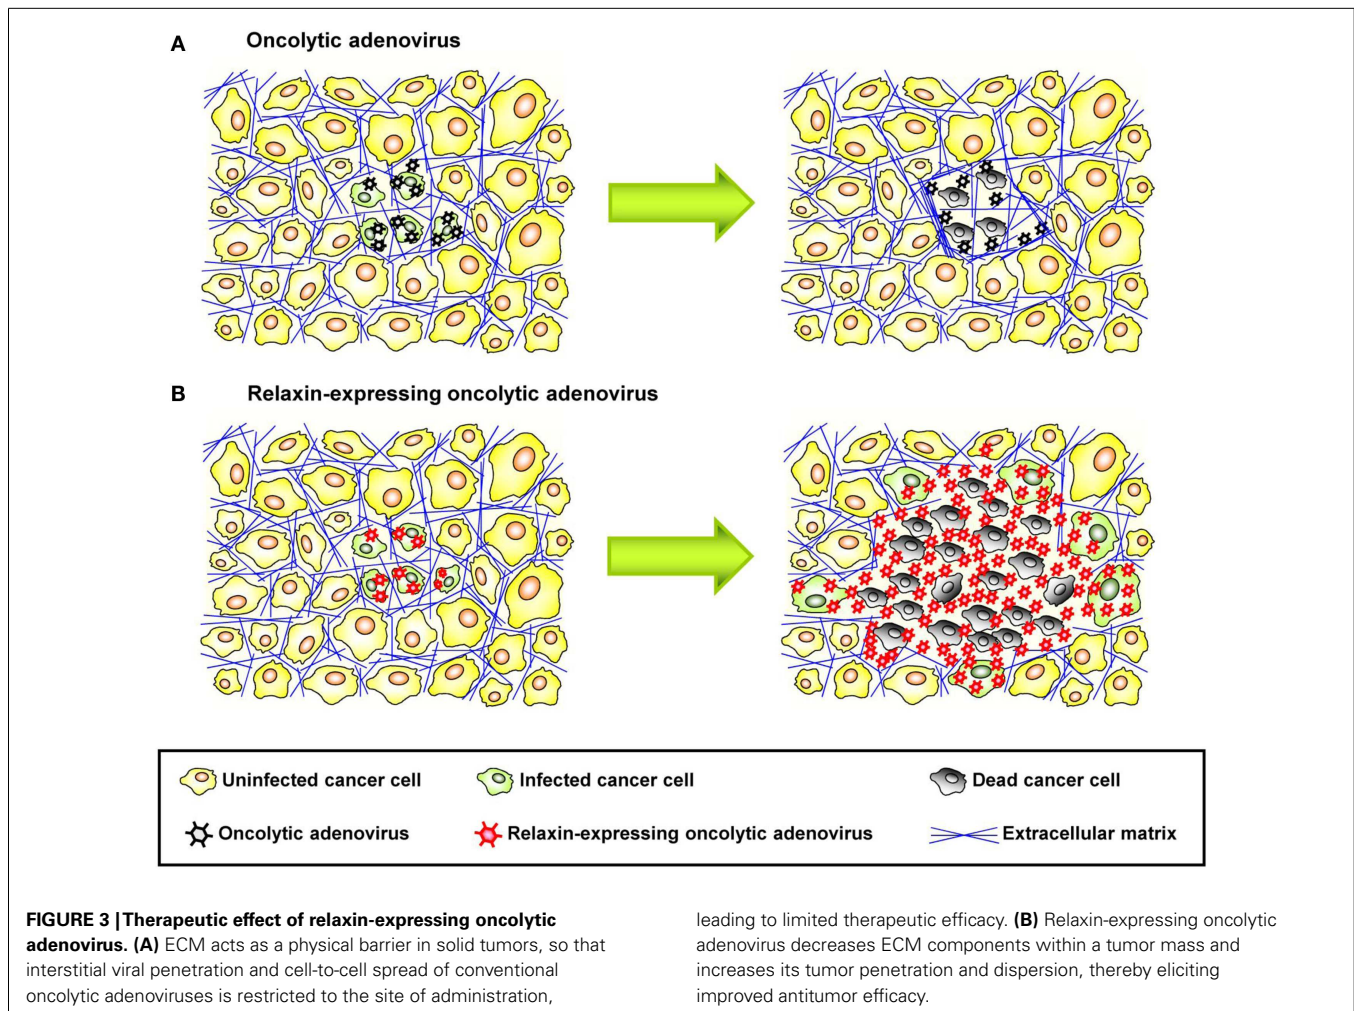 A Oncolytic adenovirus
B Relaxin-expressing oncolytic adenovirus
Uninfected cancer cell Infected cancer cell Dead cancer cell
Oncolytic adenovirus Relaxin-expressing oncolytic adenovirus Extracellular matrix
FIGURE 3 | Therapeutic effect of relaxin-expressing oncolytic
adenovirus. (A) ECM acts as a physical barrier in solid tumors, so that
interstitial viral penetration and cell-to-cell spread of conventional
oncolytic adenoviruses is restricted to the site of administration,
leading to limited therapeutic efficacy. (B) Relaxin-expressing oncolytic
adenovirus decreases ECM components within a tumor mass and
increases its tumor penetration and dispersion, thereby eliciting
improved antitumor efficacy.